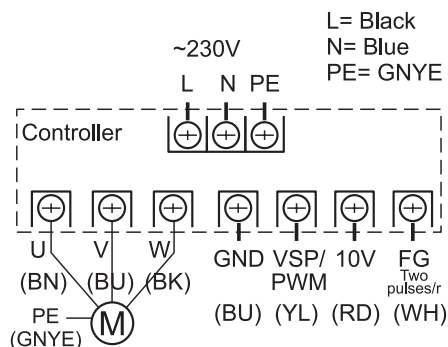 L= Black
N= Blue
PE= GNYE
~230V
L N PE
Controller
U V W GND VSP/PWM 10V FG
Two pulses/r
(BN) (BU) (BK) (BU) (YL) (RD) (WH)
PE
(GNYE)
M